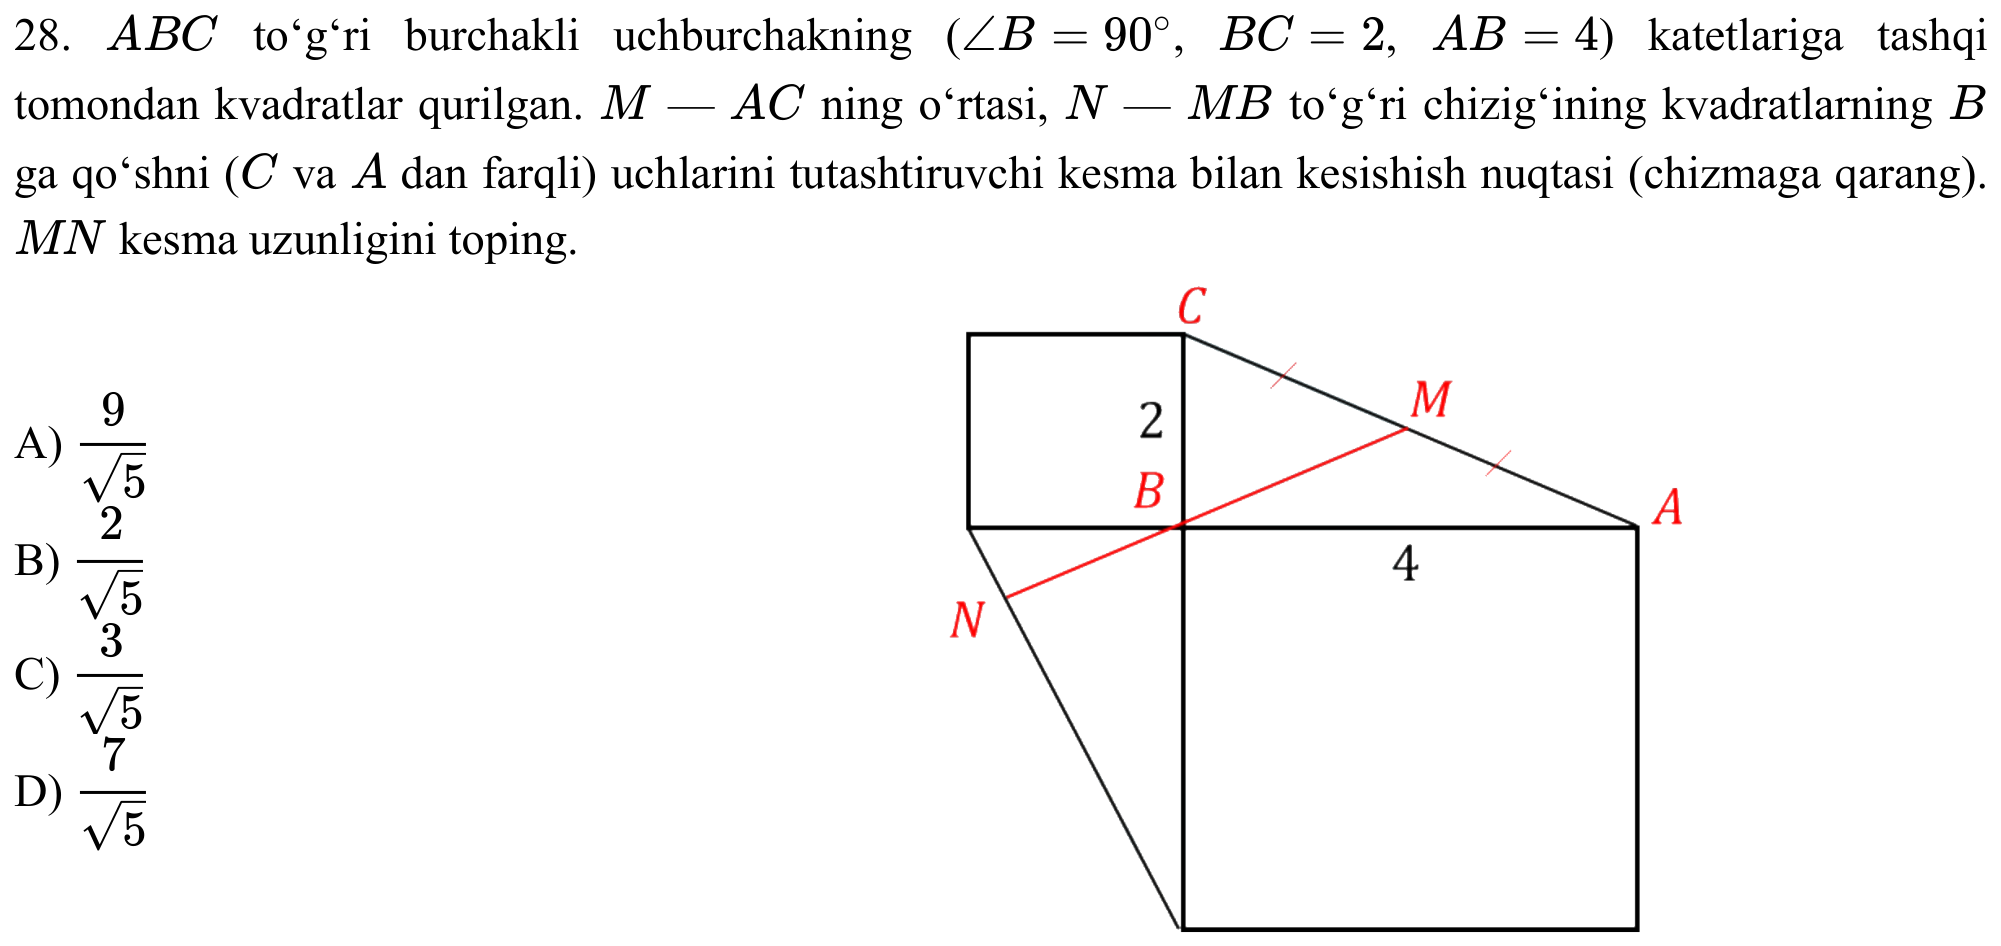 28. ABC to‘g‘ri burchakli uchburchakning (∠B = 90°, BC = 2, AB = 4) katetlariga tashqi
tomondan kvadratlar qurilgan. M — AC ning o‘rtasi, N — MB to‘g‘ri chizig‘ining kvadratlarning B
ga qo‘shni (C va A dan farqli) uchlarini tutashtiruvchi kesma bilan kesishish nuqtasi (chizmaga qarang).
MN kesma uzunligini toping.
C
M
2
B
A
4
N
A) 9/√5
B) 2/√5
C) 3/√5
D) 7/√5